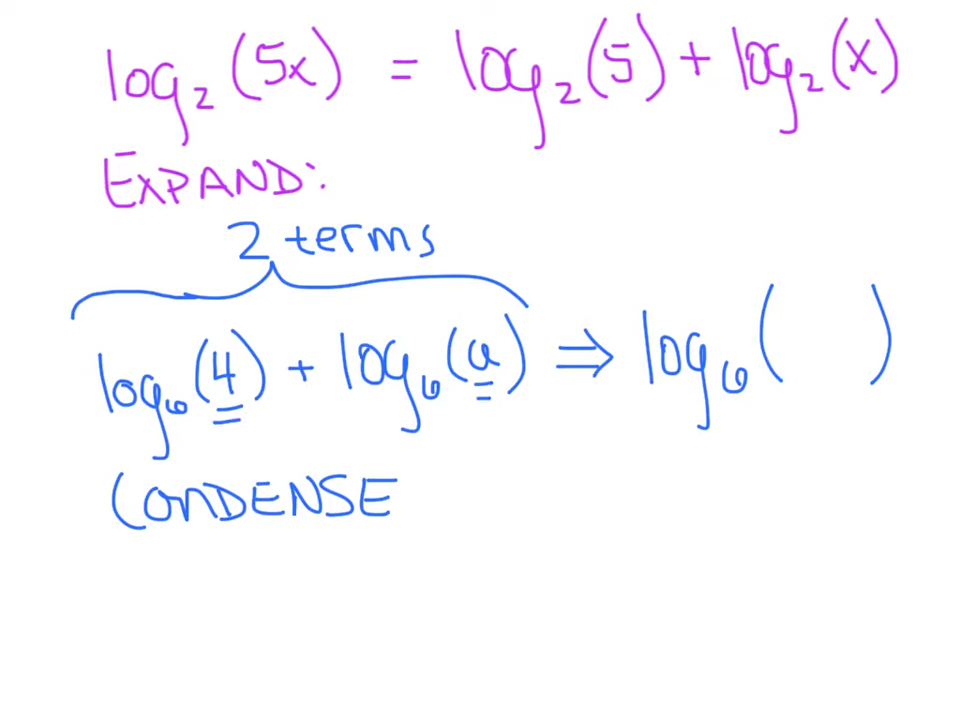 log₂(5x) = log₂(5) + log₂(x)
EXPAND:
2 terms
log₆(4) + log₆(a) ⇒ log₆( )
CONDENSE